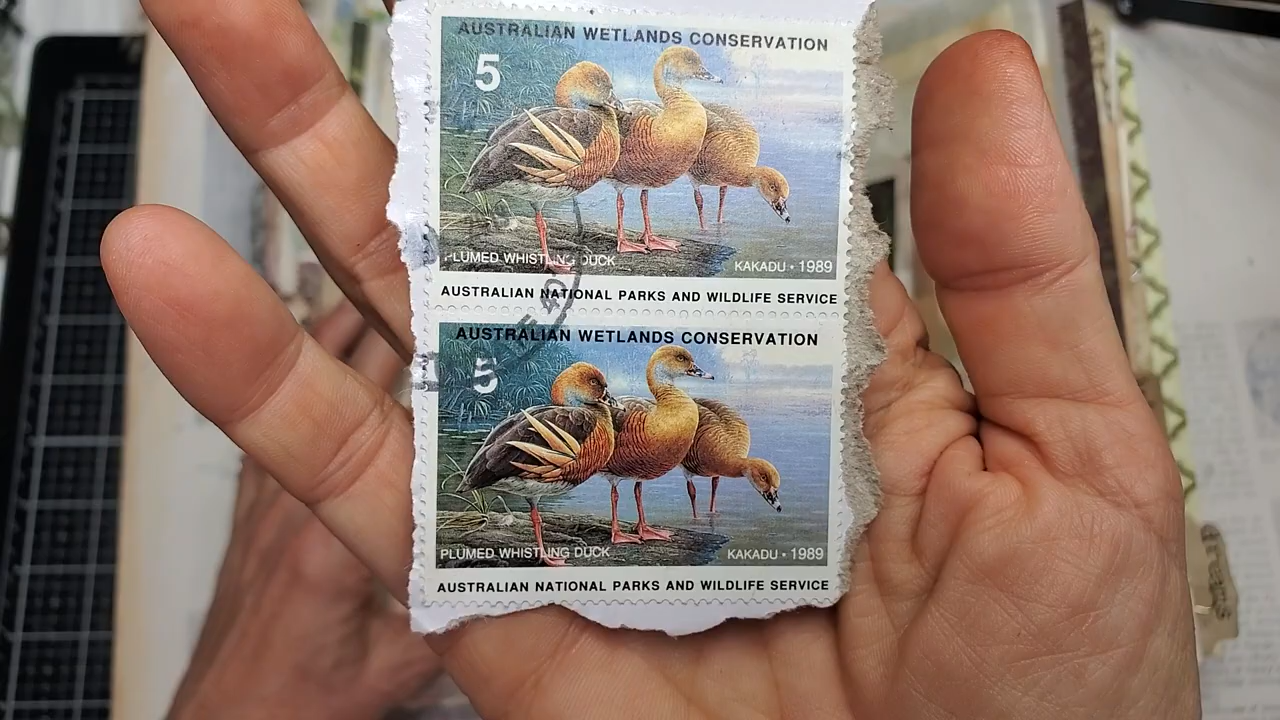 AUSTRALIAN WETLANDS CONSERVATION
5
PLUMED WHISTLING DUCK
KAKADU • 1989
AUSTRALIAN NATIONAL PARKS AND WILDLIFE SERVICE
AUSTRALIAN WETLANDS CONSERVATION
5
PLUMED WHISTLING DUCK
KAKADU • 1989
AUSTRALIAN NATIONAL PARKS AND WILDLIFE SERVICE